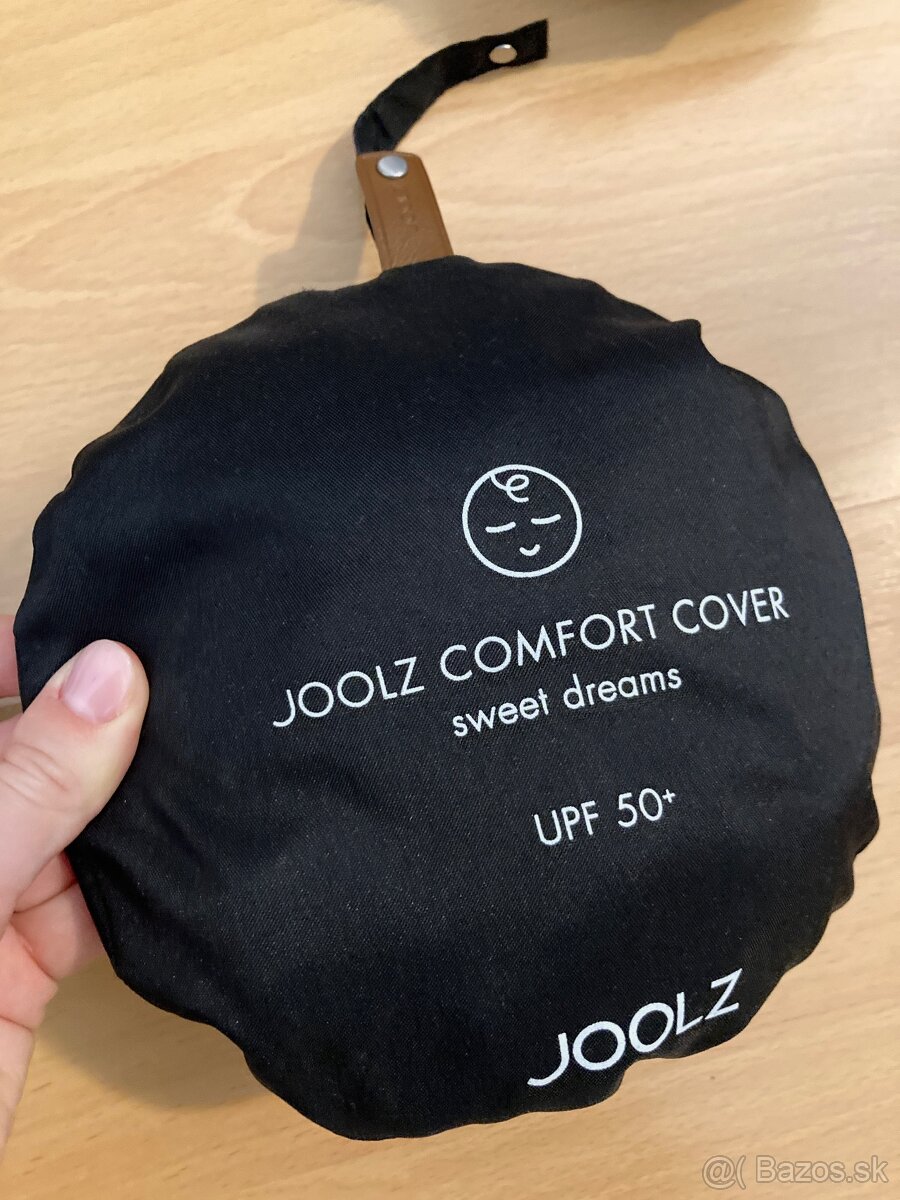 JOOLZ COMFORT COVER
sweet dreams
UPF 50+
JOOLZ
@( Bazos.sk